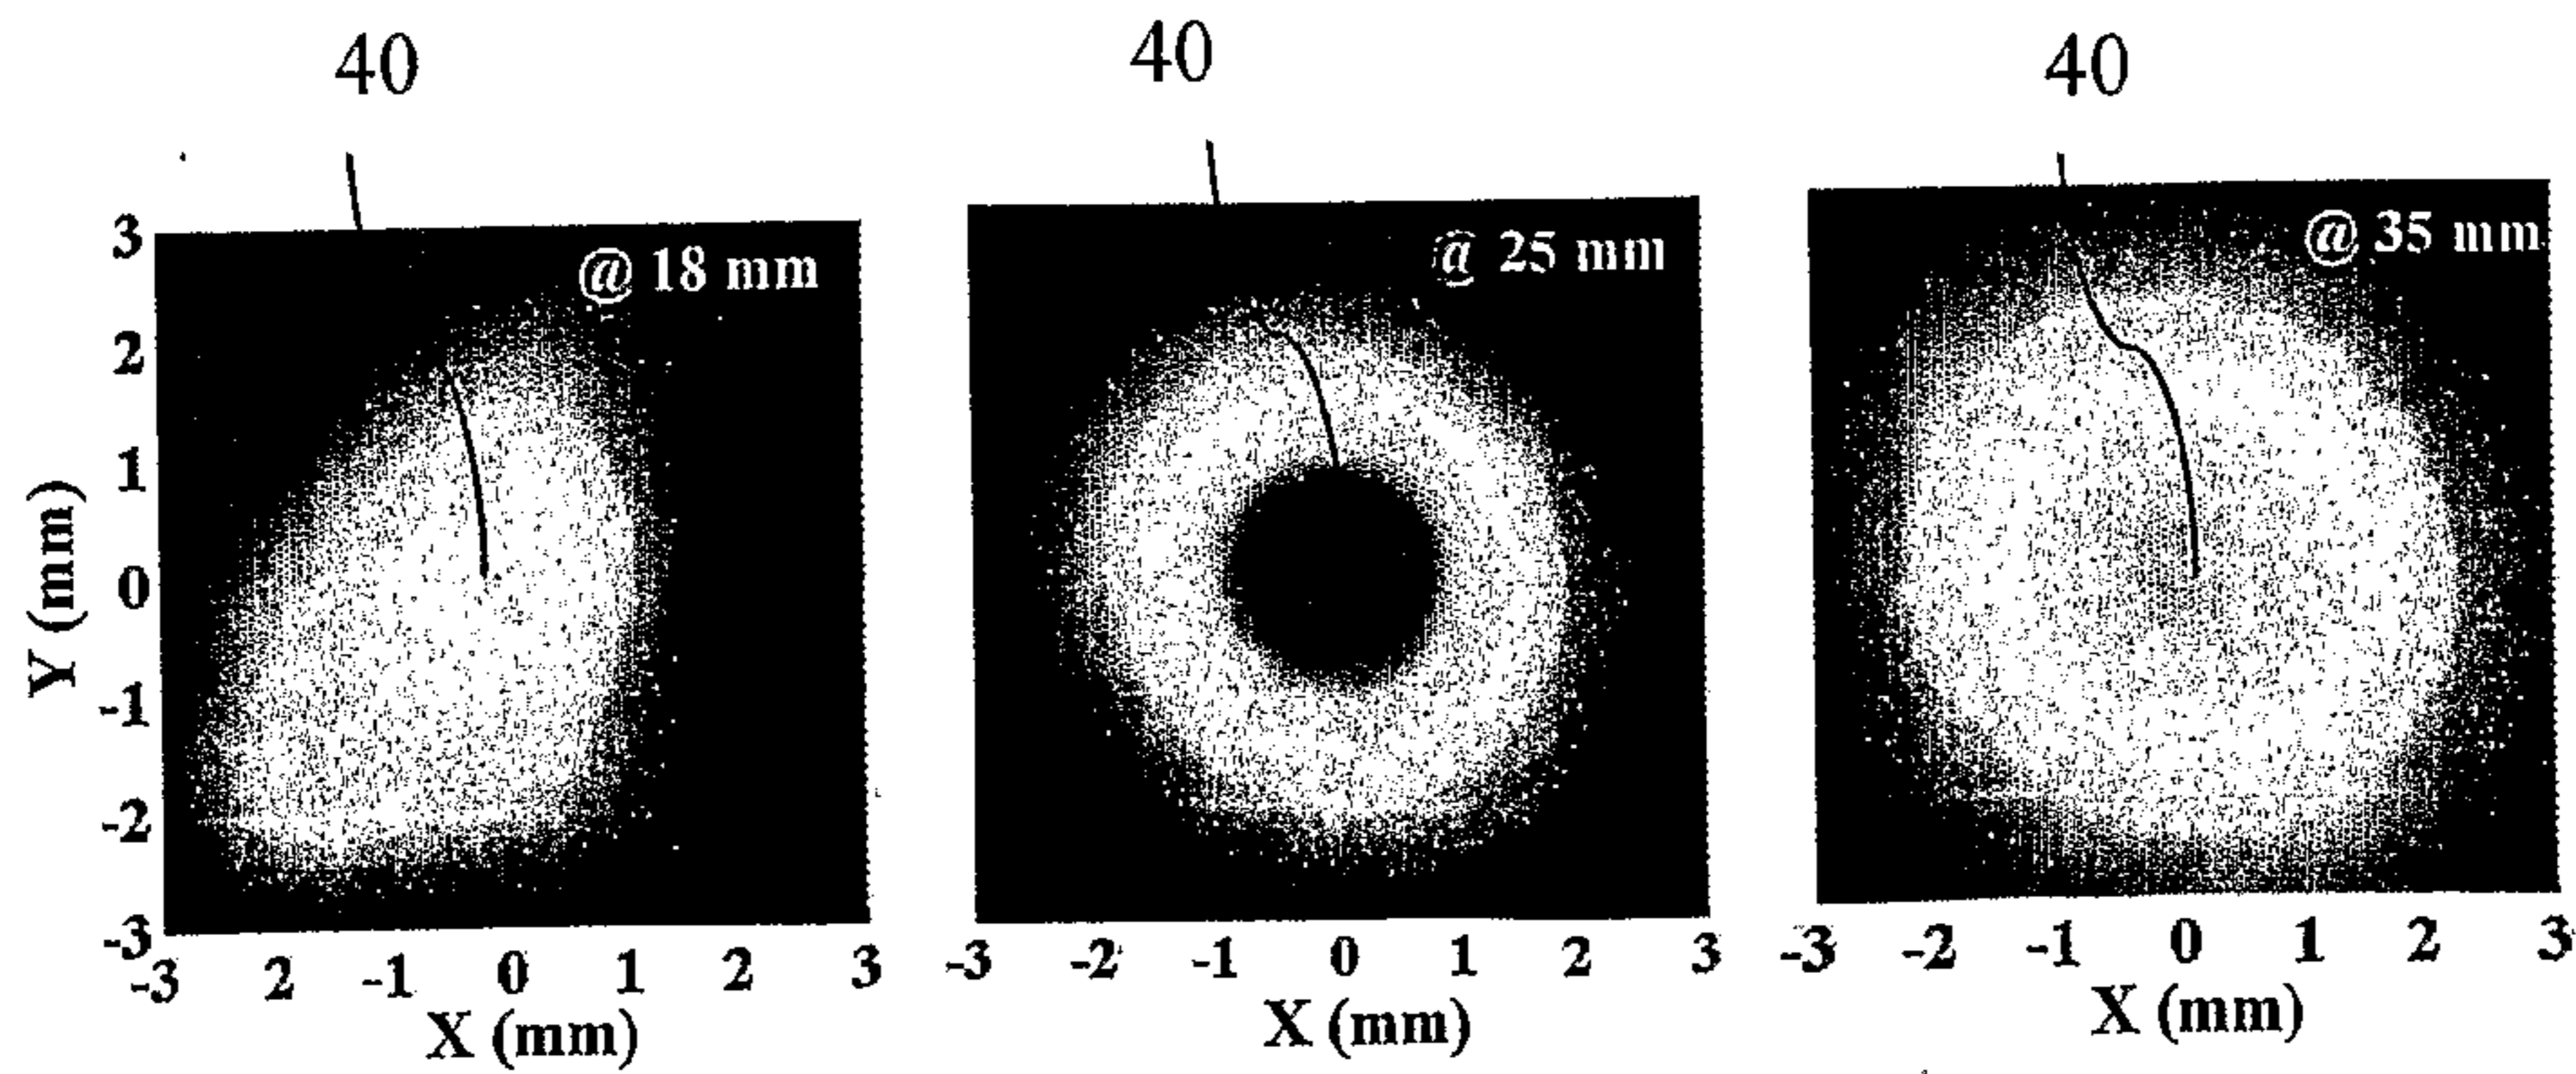 40 40 40
@ 18 mm @ 25 mm @ 35 mm
3
2
1
0
-1
-2
-3
Y (mm)
-3 2 -1 0 1 2 3
-3 -2 -1 0 1 2 3
-3 -2 -1 0 1 2 3
X (mm) X (mm) X (mm)